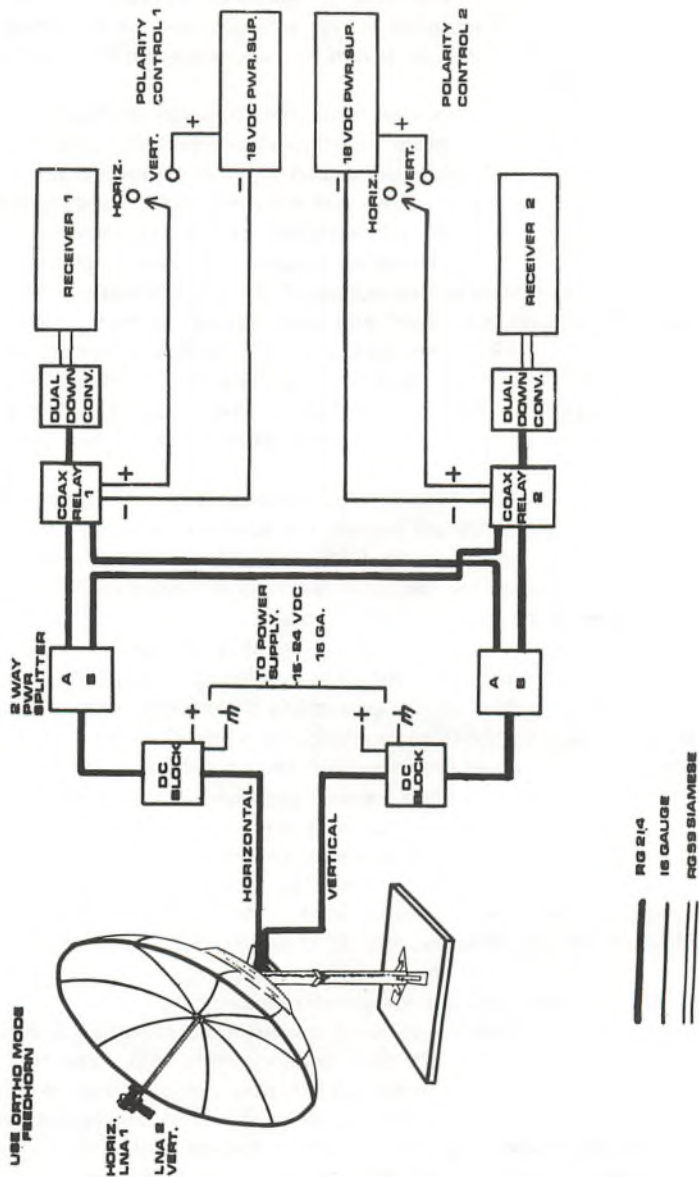 USE ORTHO MODE
FEEDHORN
HORIZ.
LNA 1
LNA 2
VERT.
HORIZONTAL
VERTICAL
DC
BLOCK
+
DC
BLOCK
+
TO POWER
SUPPLY.
15-24 VDC
16 GA.
2 WAY
PWR
SPLITTER
A
B
A
B
COAX
RELAY
1
+
-
COAX
RELAY
2
+
-
DUAL
DOWN
CONV.
DUAL
DOWN
CONV.
RECEIVER 1
RECEIVER 2
POLARITY
CONTROL 1
HORIZ.
VERT.
+
-
18 VDC PWR. SUP.
POLARITY
CONTROL 2
HORIZ.
VERT.
+
-
18 VDC PWR. SUP.
RG 214
16 GAUGE
RG 59 SIAMESE